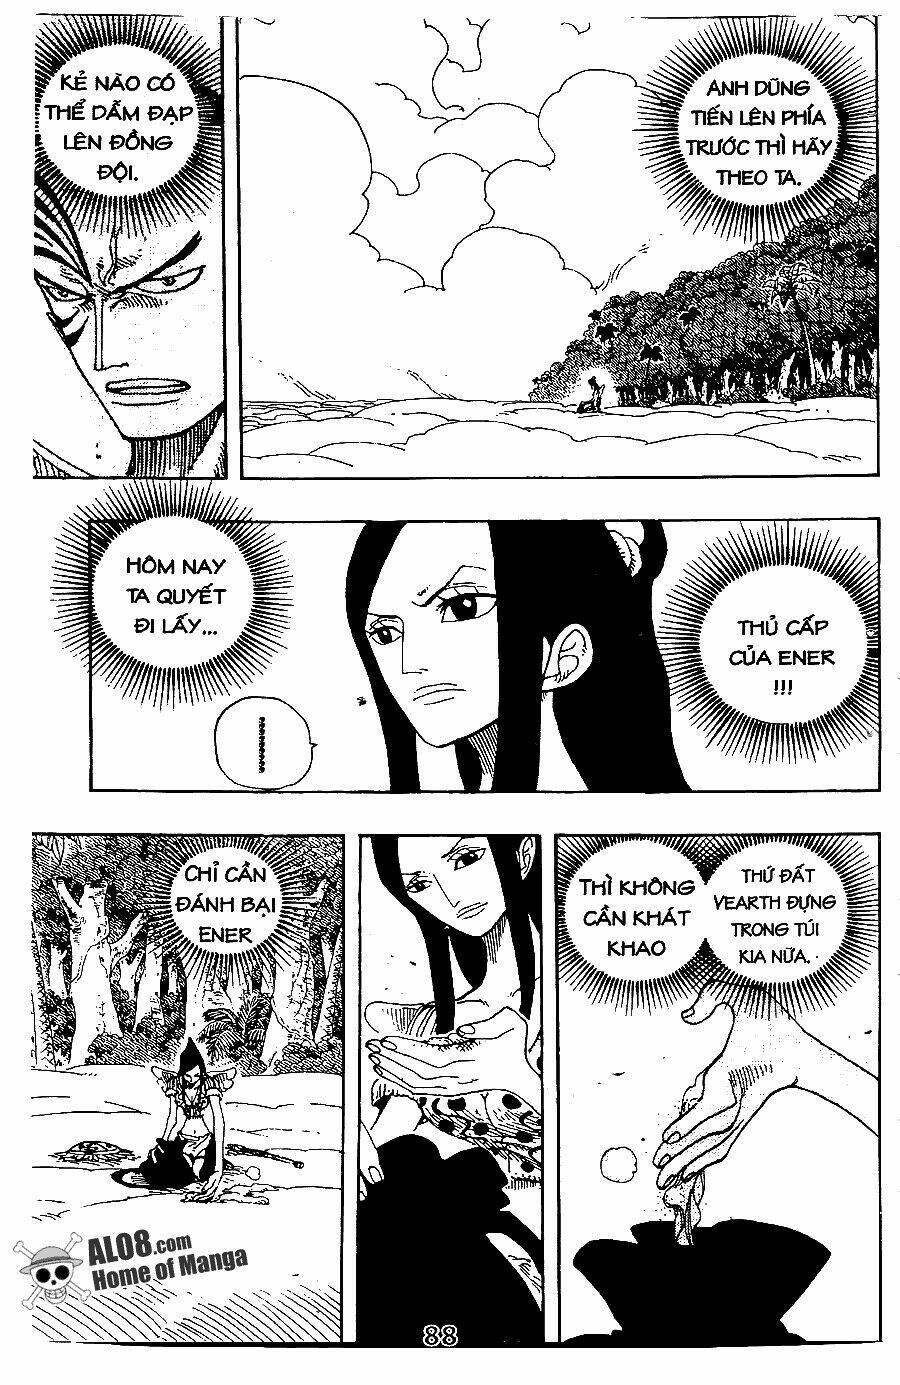 KẺ NÀO CÓ
THỂ DẪM ĐẠP
LÊN ĐỒNG
ĐỘI.
ANH DŨNG
TIẾN LÊN PHÍA
TRƯỚC THÌ HÃY
THEO TA.
HÔM NAY
TA QUYẾT
ĐI LẤY...
THỦ CẤP
CỦA ENER
!!!
CHỈ CẦN
ĐÁNH BẠI
ENER
THÌ KHÔNG
CẦN KHÁT
KHAO
THỨ ĐẤT
VEARTH ĐỰNG
TRONG TÚI
KIA NỮA.
AL08.com
Home of Manga
88